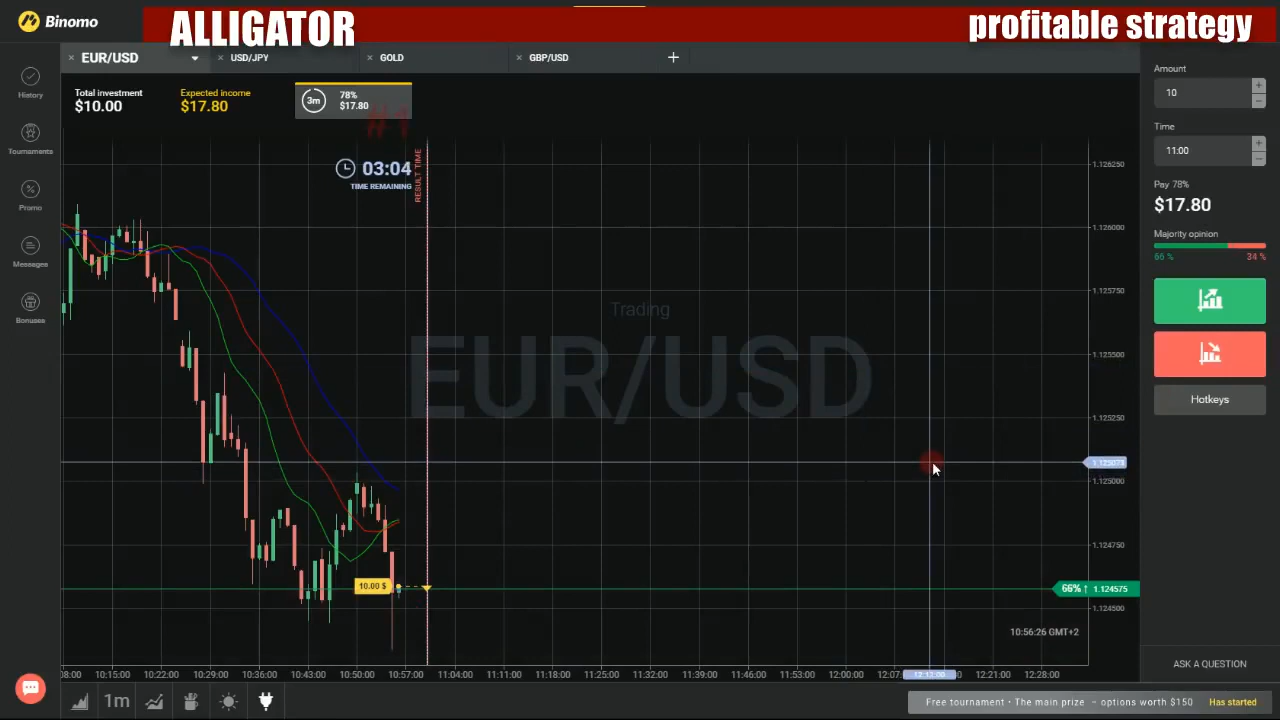 Binomo
ALLIGATOR
profitable strategy
EUR/USD
USD/JPY
GOLD
GBP/USD
Total investment
$10.00
Expected income
$17.80
3m
78%
$17.80
#1
03:04
TIME REMAINING
RESULT TIME
History
Tournaments
Promo
Messages
Bonuses
Trading
EUR/USD
10.00 $
1.126250
1.126000
1.125750
1.125500
1.125250
1.125000
1.124750
1.124500
66% ↑ 1.124575
10:56:26 GMT+2
10:15:00
10:22:00
10:29:00
10:36:00
10:43:00
10:50:00
10:57:00
11:04:00
11:11:00
11:18:00
11:25:00
11:32:00
11:39:00
11:46:00
11:53:00
12:00:00
12:12:00
12:21:00
12:28:00
Amount
10
+
−
Time
11:00
+
−
Pay 78%
$17.80
Majority opinion
66 %
34 %
Hotkeys
ASK A QUESTION
1m
Free tournament • The main prize − options worth $150 Has started